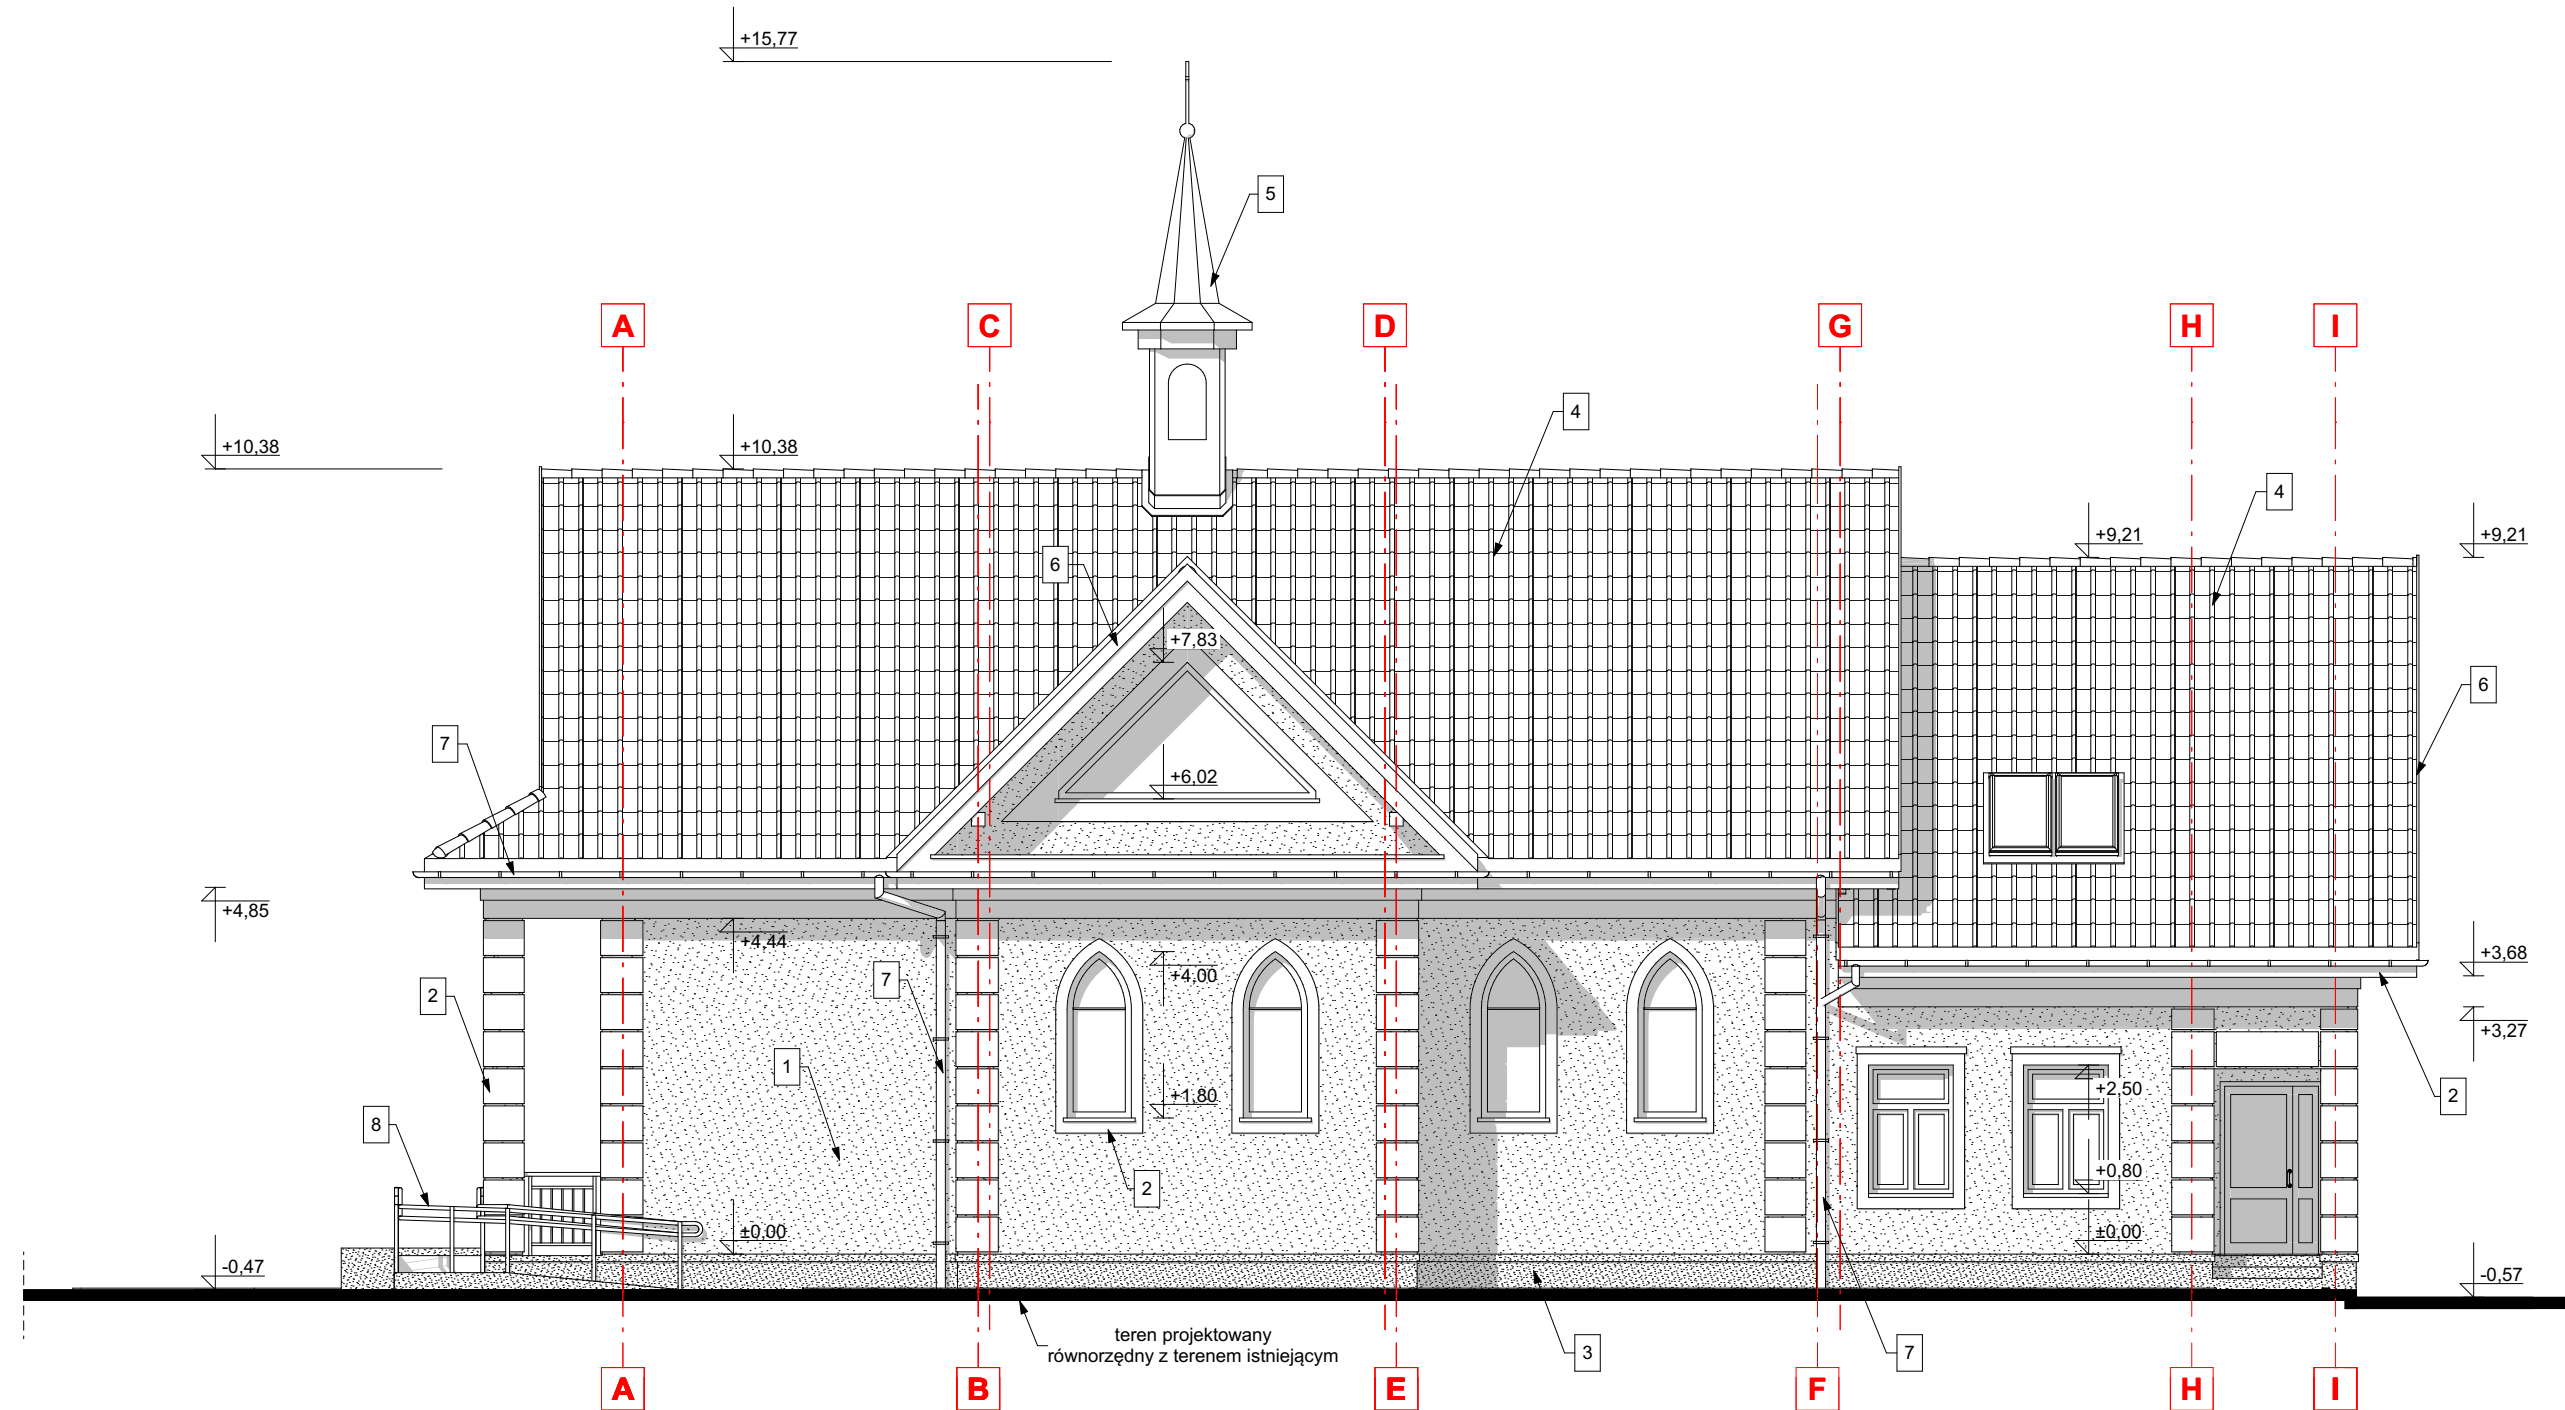 +15,77
5
A
C
D
G
H
I
4
+10,38
+10,38
4
+9,21
+9,21
6
+7,83
6
7
+6,02
+4,85
+4,44
+4,00
+3,68
7
2
+3,27
1
+2,50
2
+1,80
8
+0,80
2
±0,00
±0,00
-0,47
-0,57
teren projektowany
równorzędny z terenem istniejącym
3
7
A
B
E
F
H
I